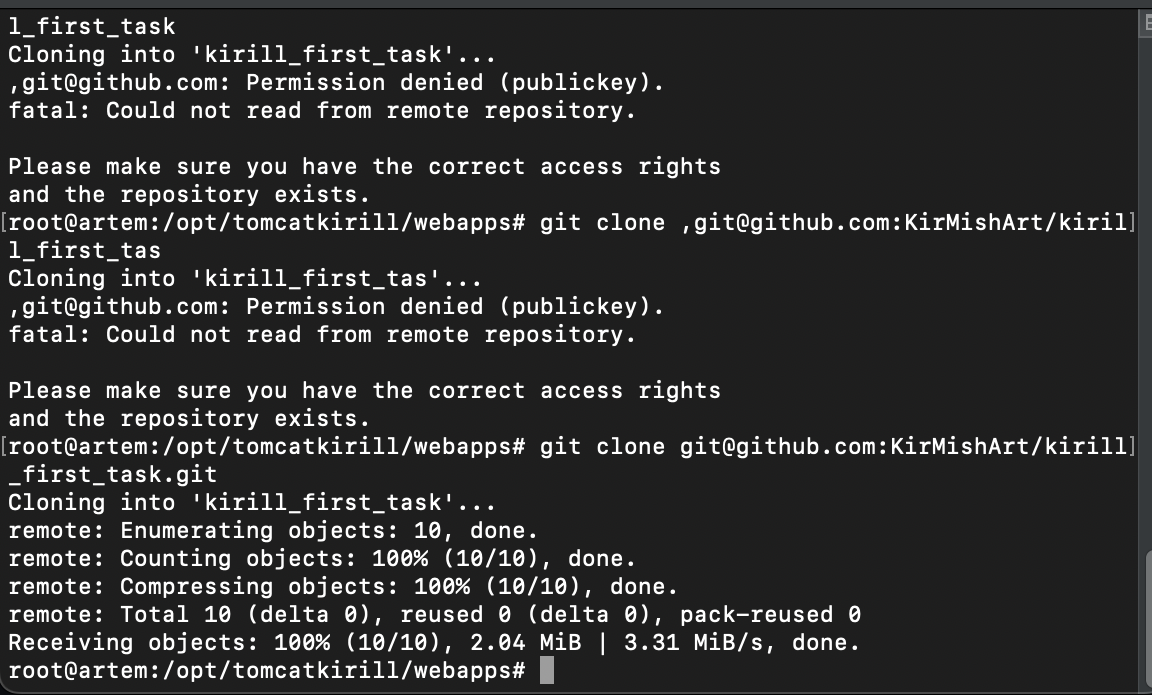 l_first_task
Cloning into 'kirill_first_task'...
,git@github.com: Permission denied (publickey).
fatal: Could not read from remote repository.

Please make sure you have the correct access rights
and the repository exists.
[root@artem:/opt/tomcatkirill/webapps# git clone ,git@github.com:KirMishArt/kiril]
l_first_tas
Cloning into 'kirill_first_tas'...
,git@github.com: Permission denied (publickey).
fatal: Could not read from remote repository.

Please make sure you have the correct access rights
and the repository exists.
[root@artem:/opt/tomcatkirill/webapps# git clone git@github.com:KirMishArt/kirill]
_first_task.git
Cloning into 'kirill_first_task'...
remote: Enumerating objects: 10, done.
remote: Counting objects: 100% (10/10), done.
remote: Compressing objects: 100% (10/10), done.
remote: Total 10 (delta 0), reused 0 (delta 0), pack-reused 0
Receiving objects: 100% (10/10), 2.04 MiB | 3.31 MiB/s, done.
root@artem:/opt/tomcatkirill/webapps#